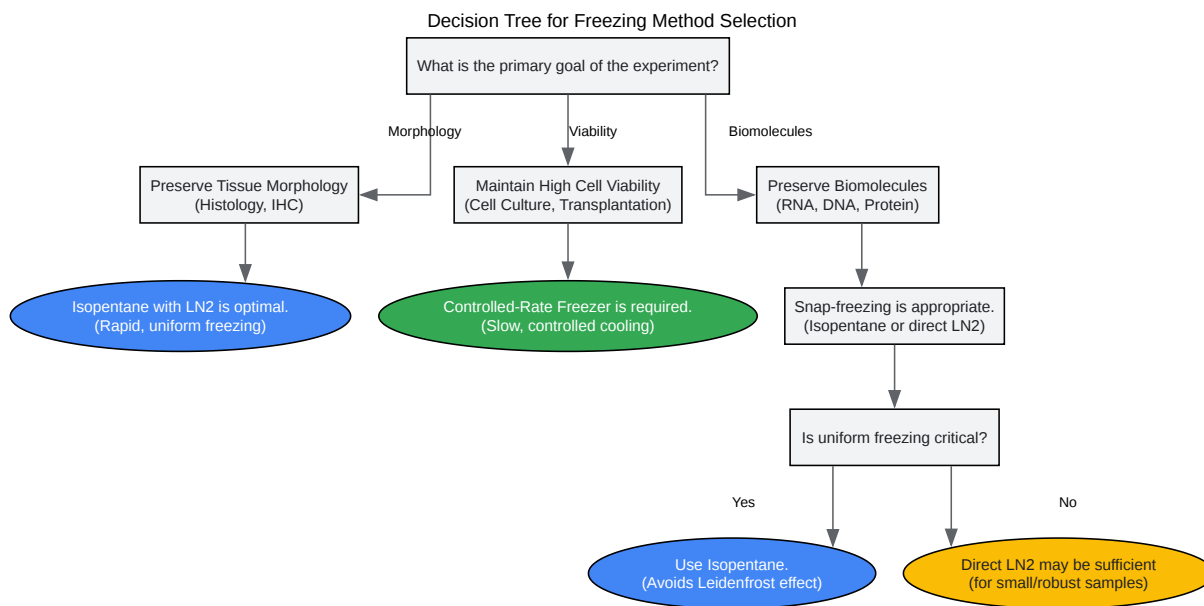 Decision Tree for Freezing Method Selection
What is the primary goal of the experiment?
Morphology
Viability
Biomolecules
Preserve Tissue Morphology
(Histology, IHC)
Maintain High Cell Viability
(Cell Culture, Transplantation)
Preserve Biomolecules
(RNA, DNA, Protein)
Isopentane with LN2 is optimal.
(Rapid, uniform freezing)
Controlled-Rate Freezer is required.
(Slow, controlled cooling)
Snap-freezing is appropriate.
(Isopentane or direct LN2)
Is uniform freezing critical?
Yes
No
Use Isopentane.
(Avoids Leidenfrost effect)
Direct LN2 may be sufficient
(for small/robust samples)